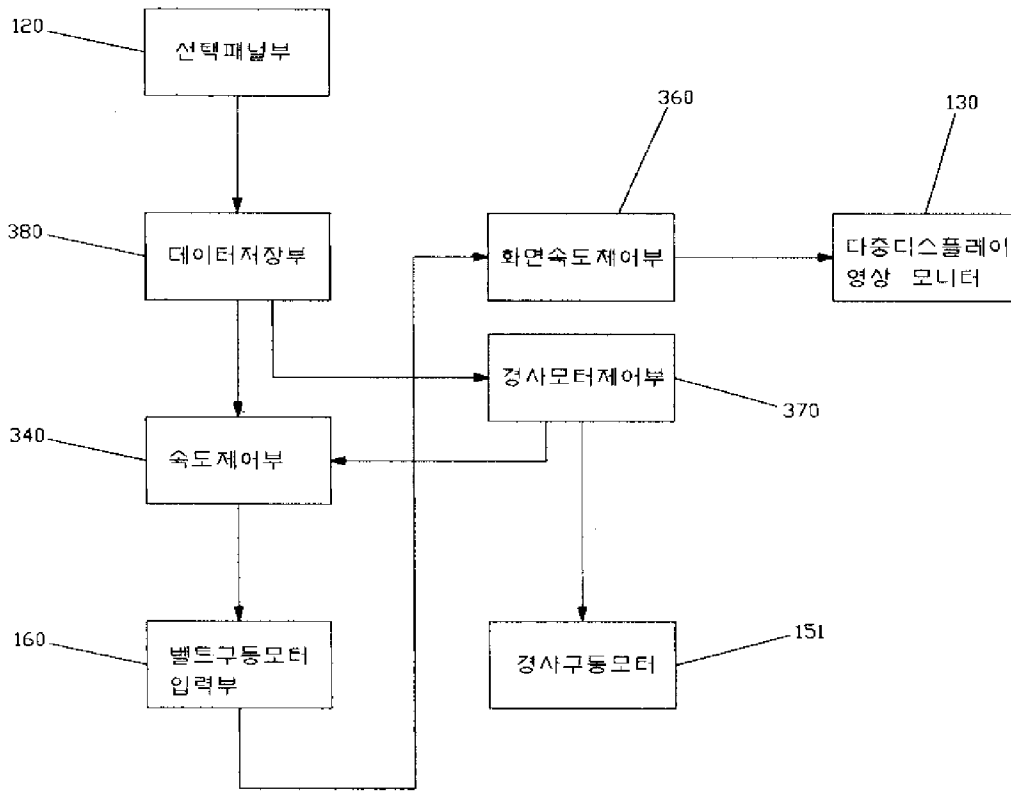 120
선택패널부
360
130
380
데이터저장부
화면속도제어부
다중디스플레이
영상 모니터
경사모터제어부
370
340
속도제어부
160
벨트구동모터
입력부
경사구동모터
151